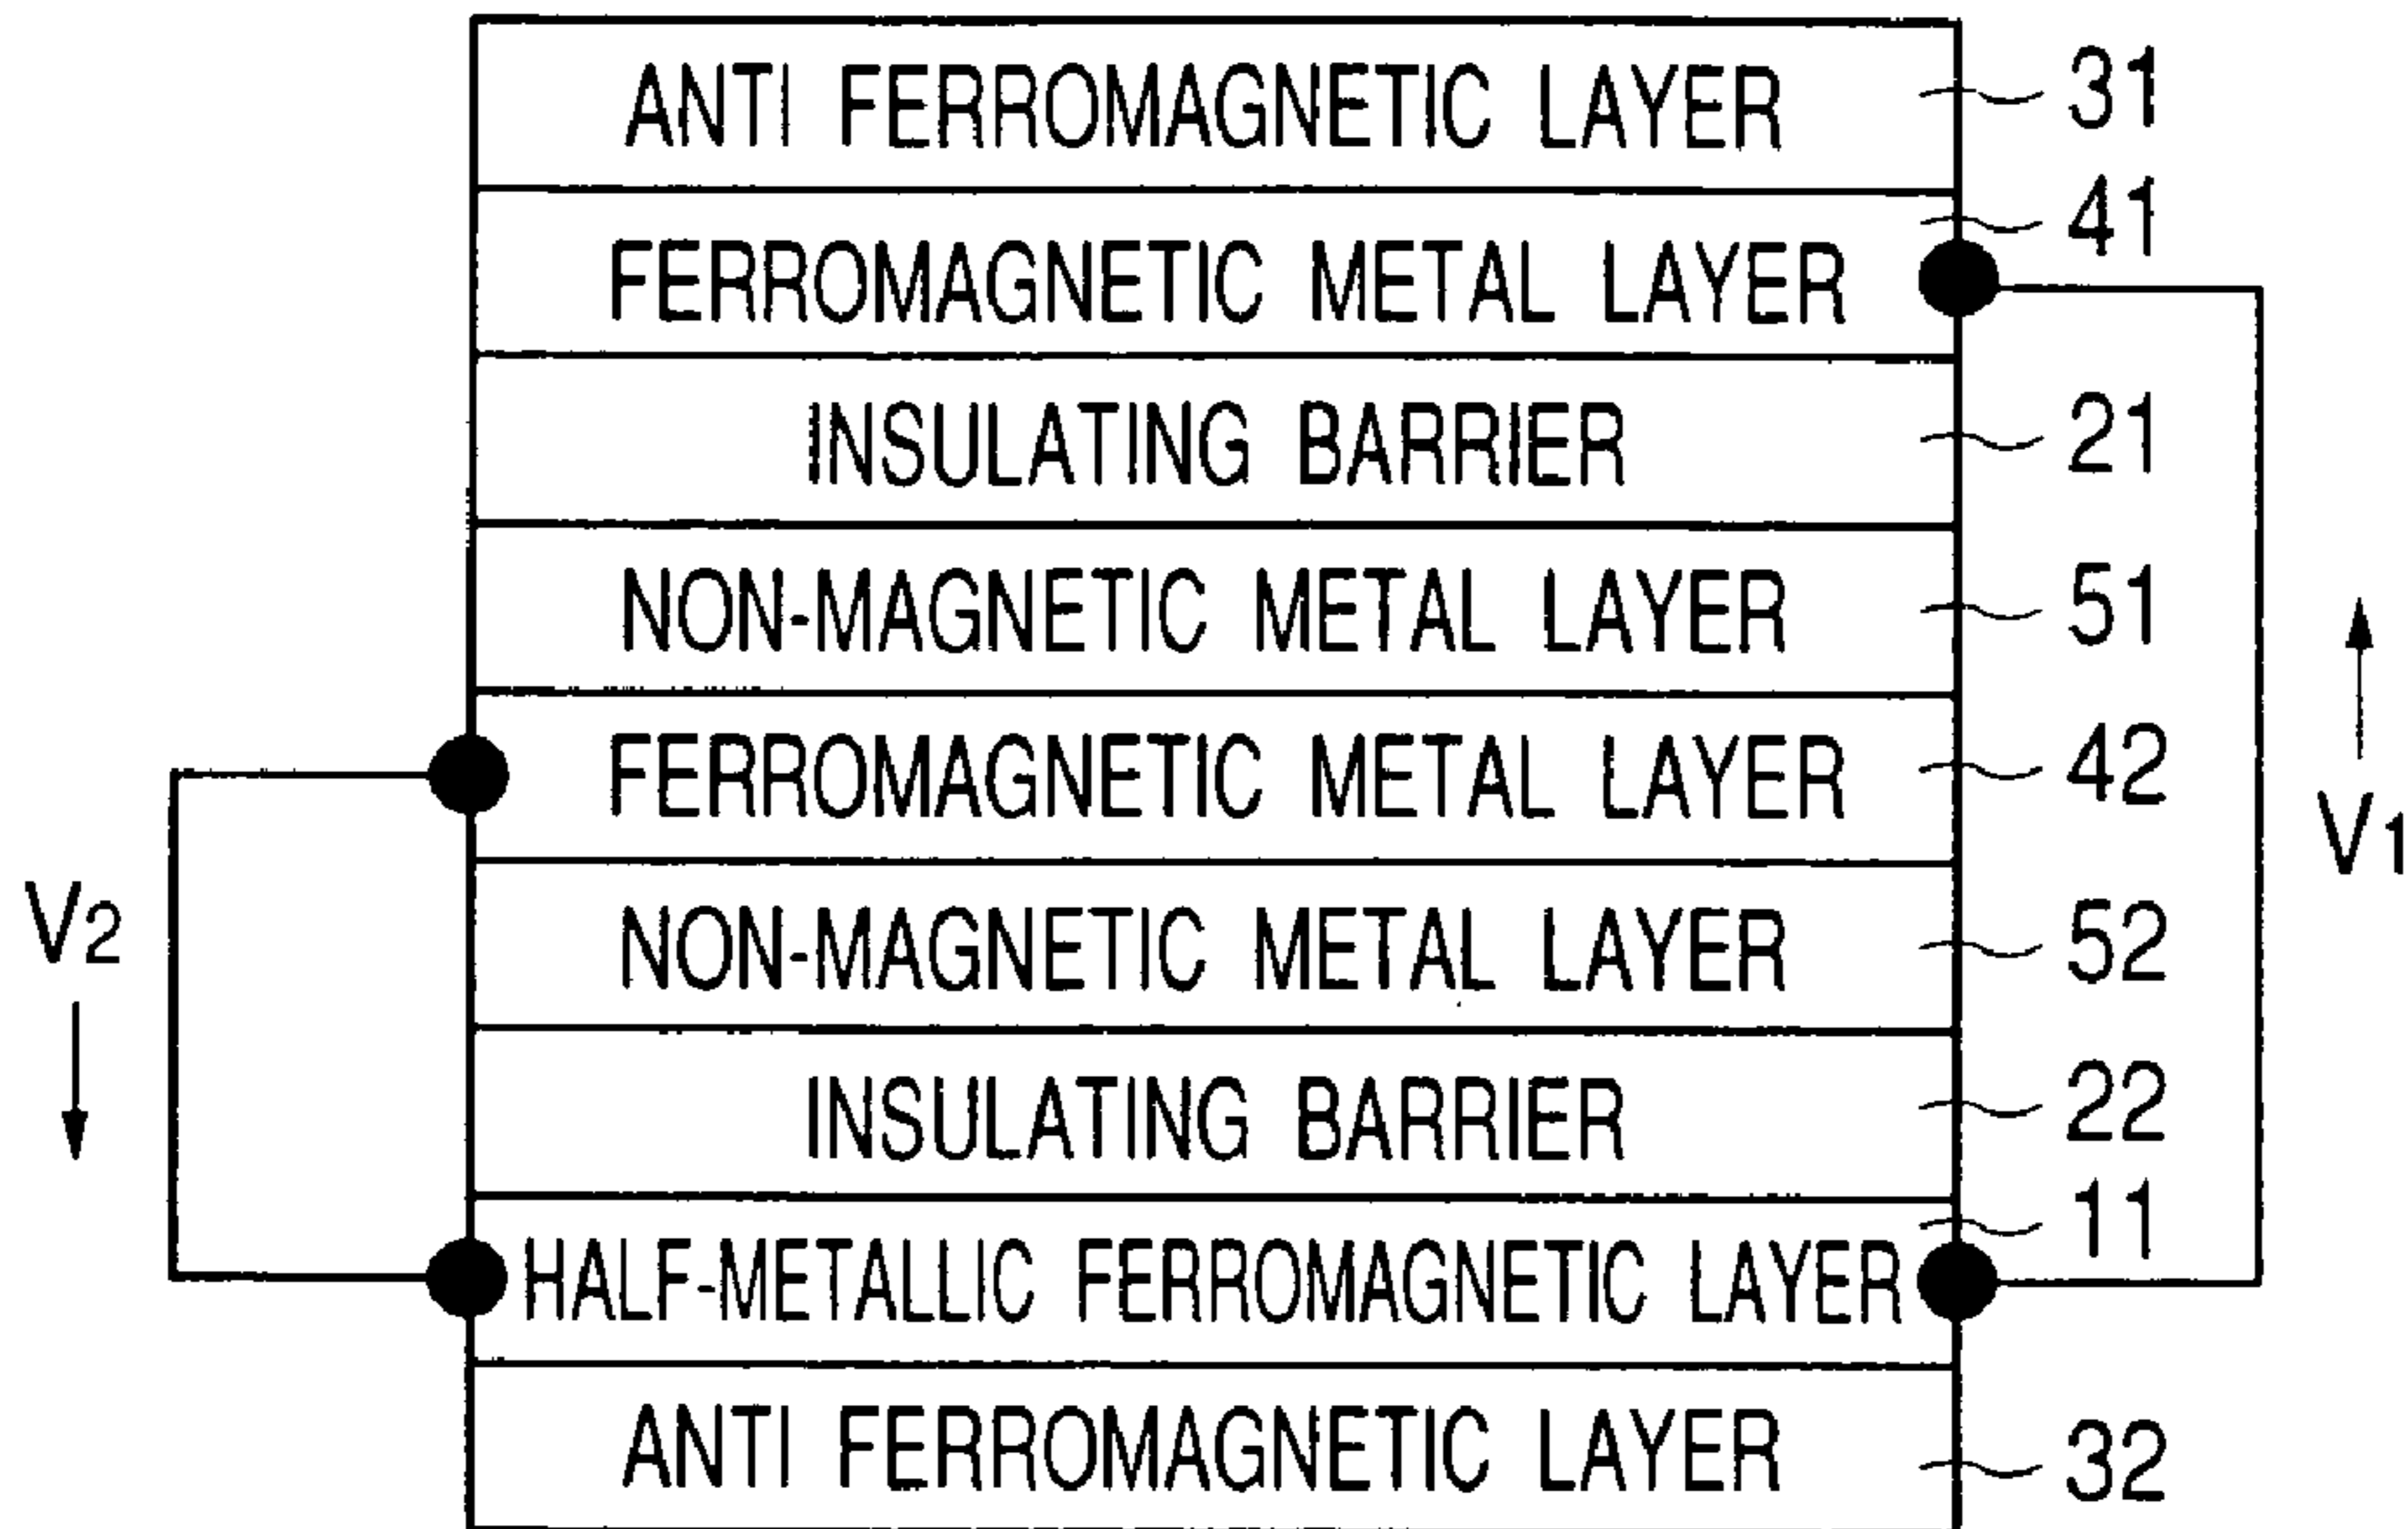 ANTI FERROMAGNETIC LAYER 31
41
FERROMAGNETIC METAL LAYER
INSULATING BARRIER 21
NON-MAGNETIC METAL LAYER 51
FERROMAGNETIC METAL LAYER 42
V1
V2
NON-MAGNETIC METAL LAYER 52
INSULATING BARRIER 22
11
HALF-METALLIC FERROMAGNETIC LAYER
ANTI FERROMAGNETIC LAYER 32